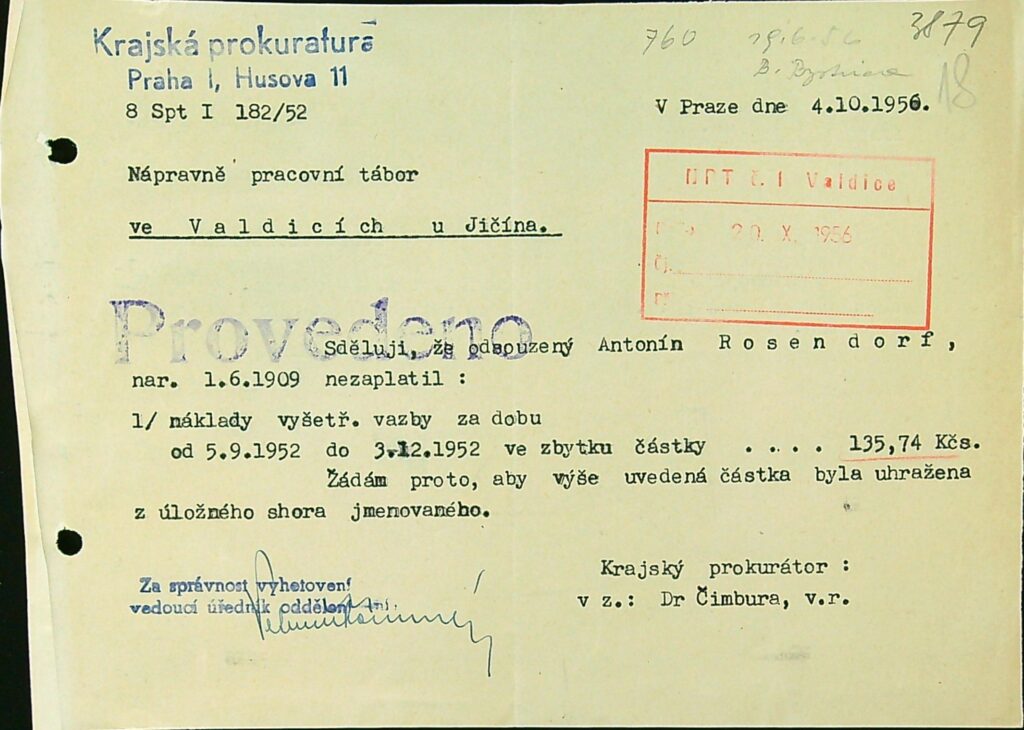 Krajská prokuratura
Praha I, Husova 11
8 Spt I 182/52
760 19.6.56 3879
B. 18
V Praze dne 4.10.1956.
Nápravně pracovní tábor
ve Valdicích u Jičína.
NPT č. 1 Valdice
20. X. 1956
Č.
Provedeno
Sděluji, že odsouzený Antonín Rosendorf,
nar. 1.6.1909 nezaplatil :
1/ náklady vyšetř. vazby za dobu
od 5.9.1952 do 3.12.1952 ve zbytku částky .... 135,74 Kčs.
Žádám proto, aby výše uvedená částka byla uhražena
z úložného shora jmenovaného.
Krajský prokurátor :
v z.: Dr Čimbura, v.r.
Za správnost vyhotovení
vedoucí úředník oddělení